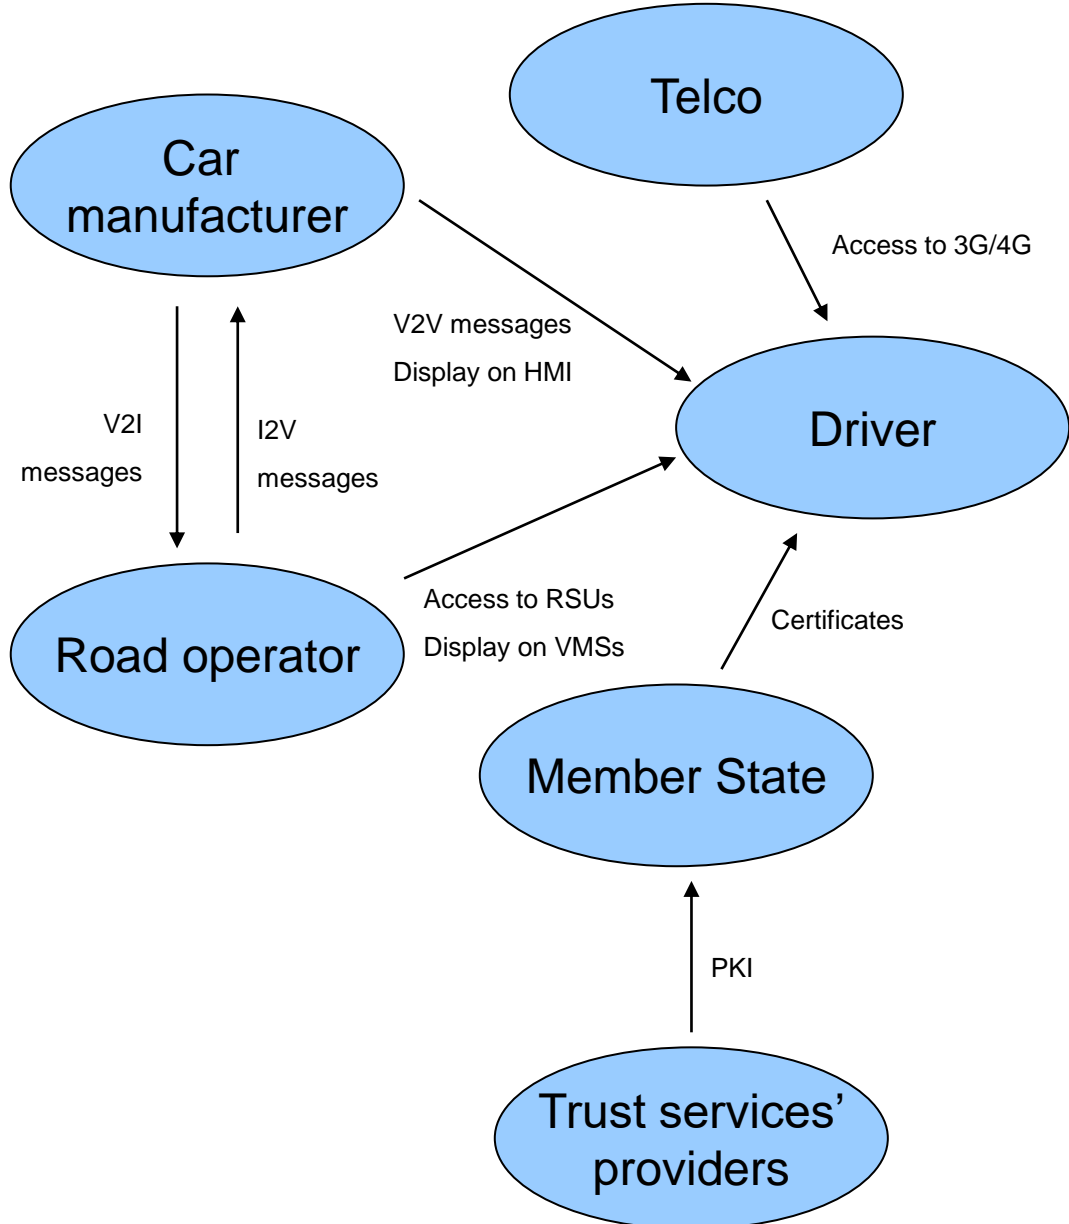 Telco
Car
manufacturer
Access to 3G/4G
V2V messages
Display on HMI
Driver
V2I
messages
I2V
messages
Access to RSUs
Display on VMSs
Certificates
Road operator
Member State
PKI
Trust services’
providers